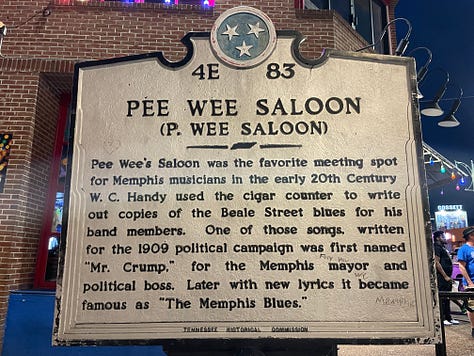 4E 83
PEE WEE SALOON
(P. WEE SALOON)
Pee Wee's Saloon was the favorite meeting spot
for Memphis musicians in the early 20th Century
W. C. Handy used the cigar counter to write
out copies of the Beale Street blues for his
band members. One of those songs, written
for the 1909 political campaign was first named
"Mr. Crump," for the Memphis mayor and
political boss. Later with new lyrics it became
famous as "The Memphis Blues."
TENNESSEE HISTORICAL COMMISSION